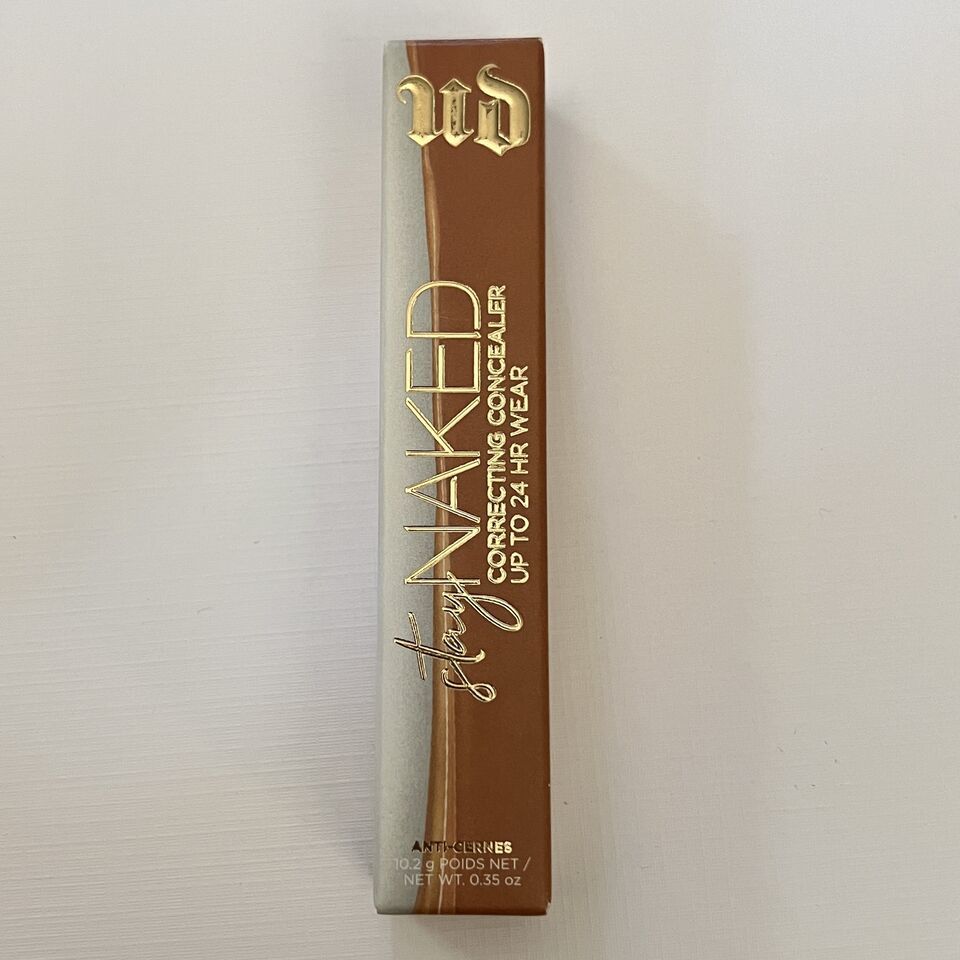 UD
stay NAKED
CORRECTING CONCEALER
UP TO 24 HR WEAR
ANTI-CERNES
10.2 g POIDS NET /
NET WT. 0.35 oz